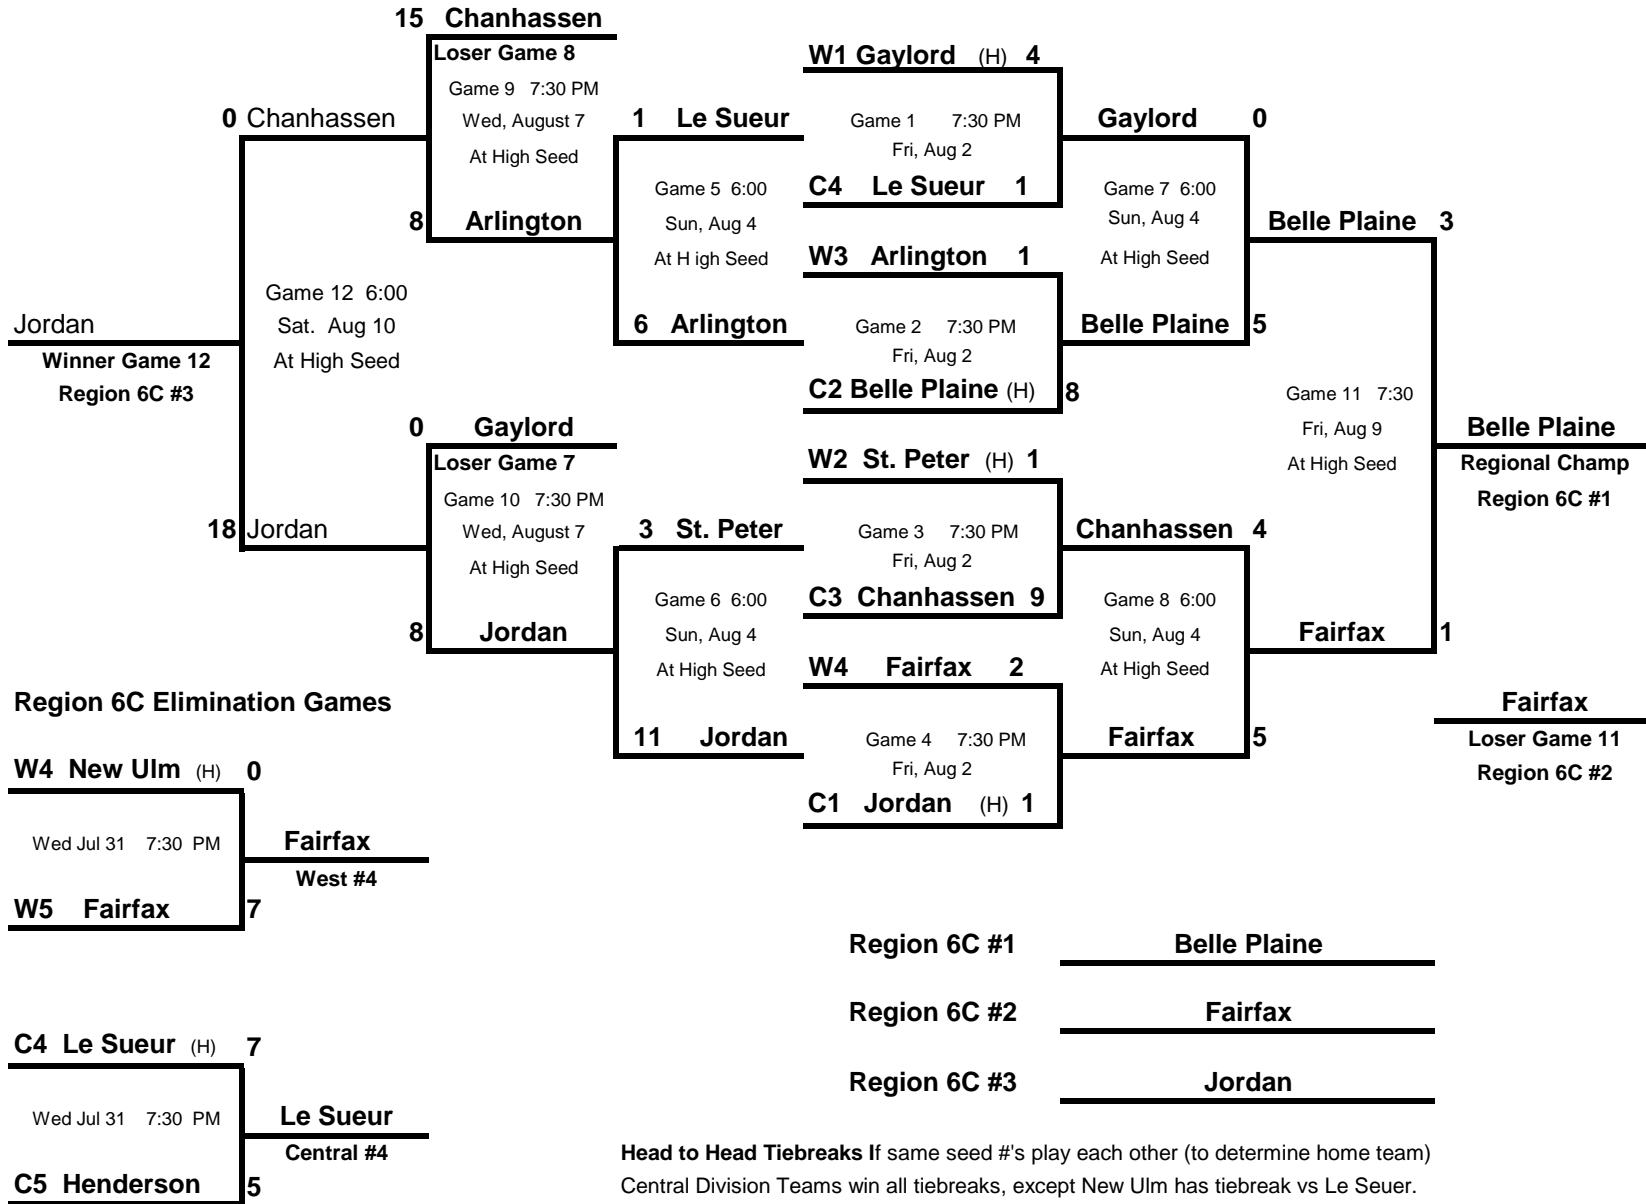 15 Chanhassen
Loser Game 8
Game 9 7:30 PM
Wed, August 7
At High Seed
0 Chanhassen
8 Arlington
Game 12 6:00
Sat. Aug 10
At High Seed
Jordan
Winner Game 12
Region 6C #3
0 Gaylord
Loser Game 7
Game 10 7:30 PM
Wed, August 7
At High Seed
18 Jordan
8 Jordan
1 Le Sueur
Game 5 6:00
Sun, Aug 4
At H igh Seed
6 Arlington
3 St. Peter
Game 6 6:00
Sun, Aug 4
At High Seed
11 Jordan
W1 Gaylord (H) 4
Game 1 7:30 PM
Fri, Aug 2
C4 Le Sueur 1
W3 Arlington 1
Game 2 7:30 PM
Fri, Aug 2
C2 Belle Plaine (H) 8
W2 St. Peter (H) 1
Game 3 7:30 PM
Fri, Aug 2
C3 Chanhassen 9
W4 Fairfax 2
Game 4 7:30 PM
Fri, Aug 2
C1 Jordan (H) 1
Gaylord 0
Game 7 6:00
Sun, Aug 4
At High Seed
Belle Plaine 5
Chanhassen 4
Game 8 6:00
Sun, Aug 4
At High Seed
Fairfax 5
Belle Plaine 3
Game 11 7:30
Fri, Aug 9
At High Seed
Fairfax 1
Belle Plaine
Regional Champ
Region 6C #1
Fairfax
Loser Game 11
Region 6C #2
Region 6C Elimination Games
W4 New Ulm (H) 0
Wed Jul 31 7:30 PM
W5 Fairfax 7
Fairfax
West #4
C4 Le Sueur (H) 7
Wed Jul 31 7:30 PM
C5 Henderson 5
Le Sueur
Central #4
Region 6C #1 Belle Plaine
Region 6C #2 Fairfax
Region 6C #3 Jordan
Head to Head Tiebreaks If same seed #'s play each other (to determine home team)
Central Division Teams win all tiebreaks, except New Ulm has tiebreak vs Le Seuer.